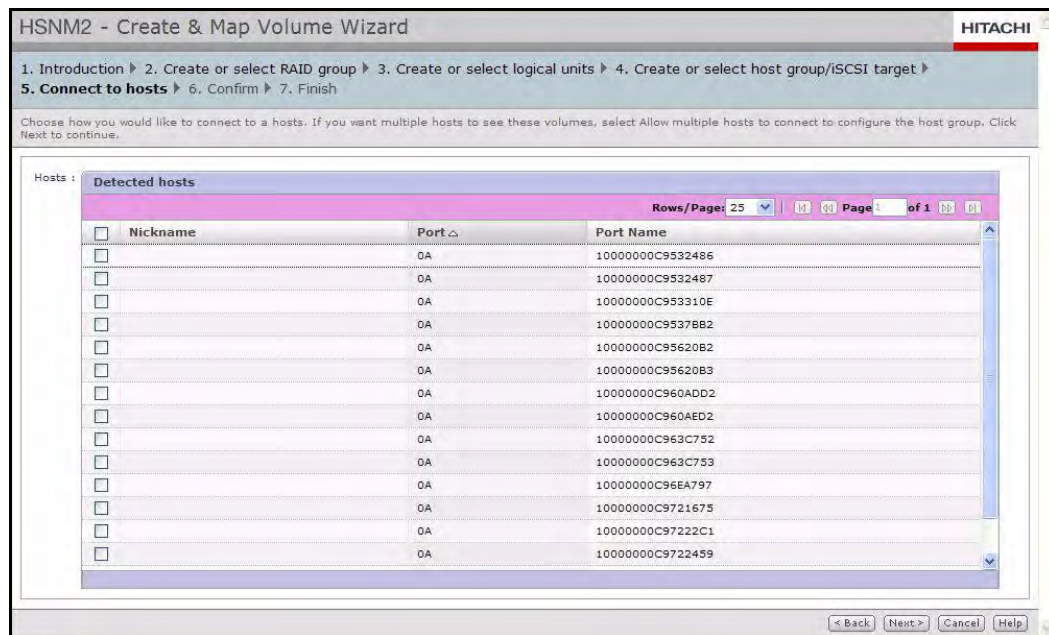 HSNM2 - Create & Map Volume Wizard
HITACHI
1. Introduction 2. Create or select RAID group 3. Create or select logical units 4. Create or select host group/iSCSI target
5. Connect to hosts 6. Confirm 7. Finish
Choose how you would like to connect to a hosts. If you want multiple hosts to see these volumes, select Allow multiple hosts to connect to configure the host group. Click
Next to continue.
Hosts :
Detected hosts
Rows/Page: 25 Page 1 of 1
Nickname Port Port Name
0A 10000000C9532486
0A 10000000C9532487
0A 10000000C953310E
0A 10000000C9537BB2
0A 10000000C95620B2
0A 10000000C95620B3
0A 10000000C960ADD2
0A 10000000C960AED2
0A 10000000C963C752
0A 10000000C963C753
0A 10000000C96EA797
0A 10000000C9721675
0A 10000000C97222C1
0A 10000000C9722459
< Back Next > Cancel Help